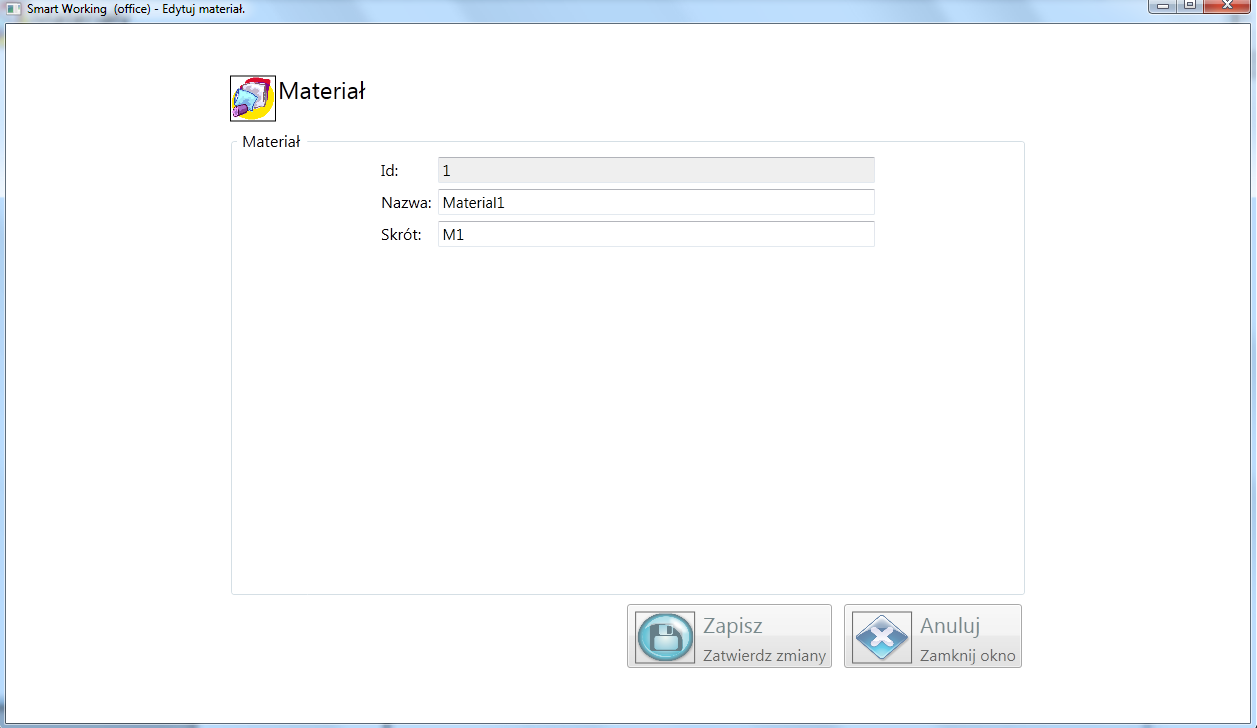 Smart Working (office) - Edytuj materiał.
Materiał
Materiał
Id: 1
Nazwa: Material1
Skrót: M1
Zapisz
Zatwierdz zmiany
Anuluj
Zamknij okno